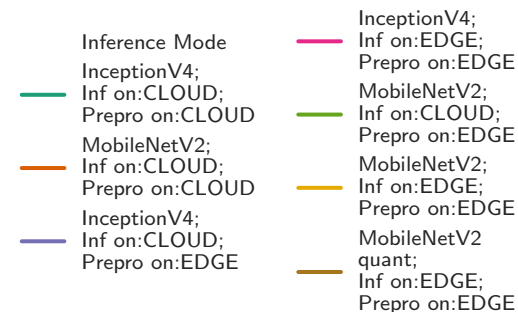 Inference Mode
InceptionV4;
Inf on:CLOUD;
Prepro on:CLOUD
MobileNetV2;
Inf on:CLOUD;
Prepro on:CLOUD
InceptionV4;
Inf on:CLOUD;
Prepro on:EDGE
InceptionV4;
Inf on:EDGE;
Prepro on:EDGE
MobileNetV2;
Inf on:CLOUD;
Prepro on:EDGE
MobileNetV2;
Inf on:EDGE;
Prepro on:EDGE
MobileNetV2
quant;
Inf on:EDGE;
Prepro on:EDGE